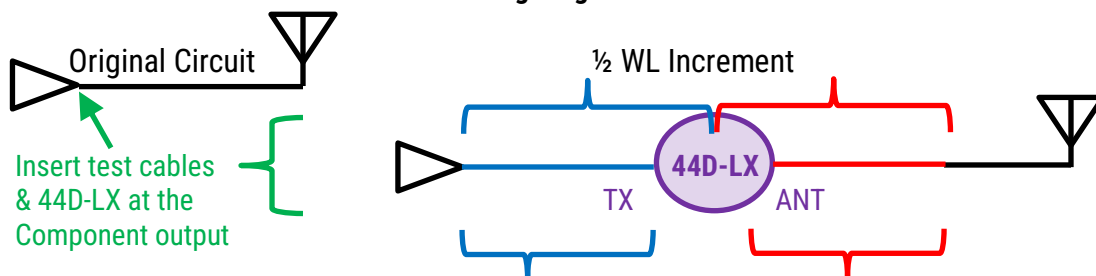 Original Circuit
½ WL Increment
Insert test cables
& 44D-LX at the
Component output
44D-LX
TX
ANT